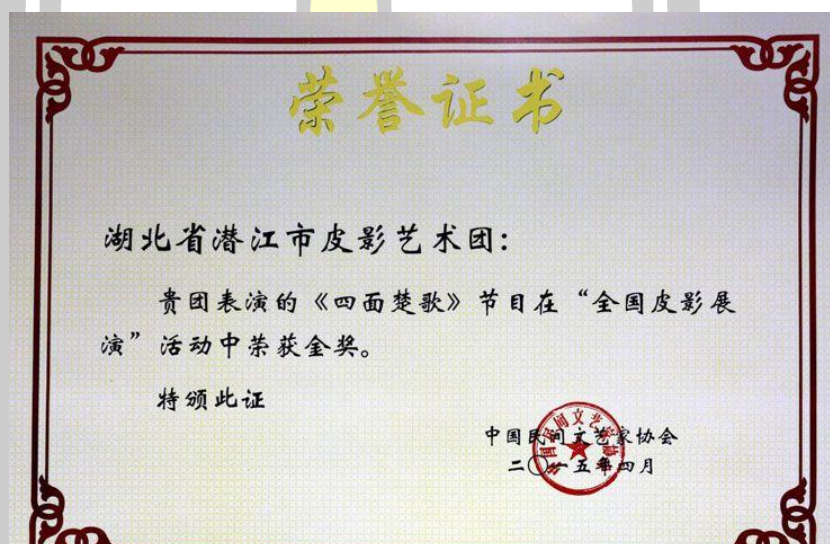 荣誉证书
湖北省潜江市皮影艺术团：
贵团表演的《四面楚歌》节目在“全国皮影展
演”活动中荣获金奖。
特颁此证
中国民间文艺家协会
二〇一五年四月